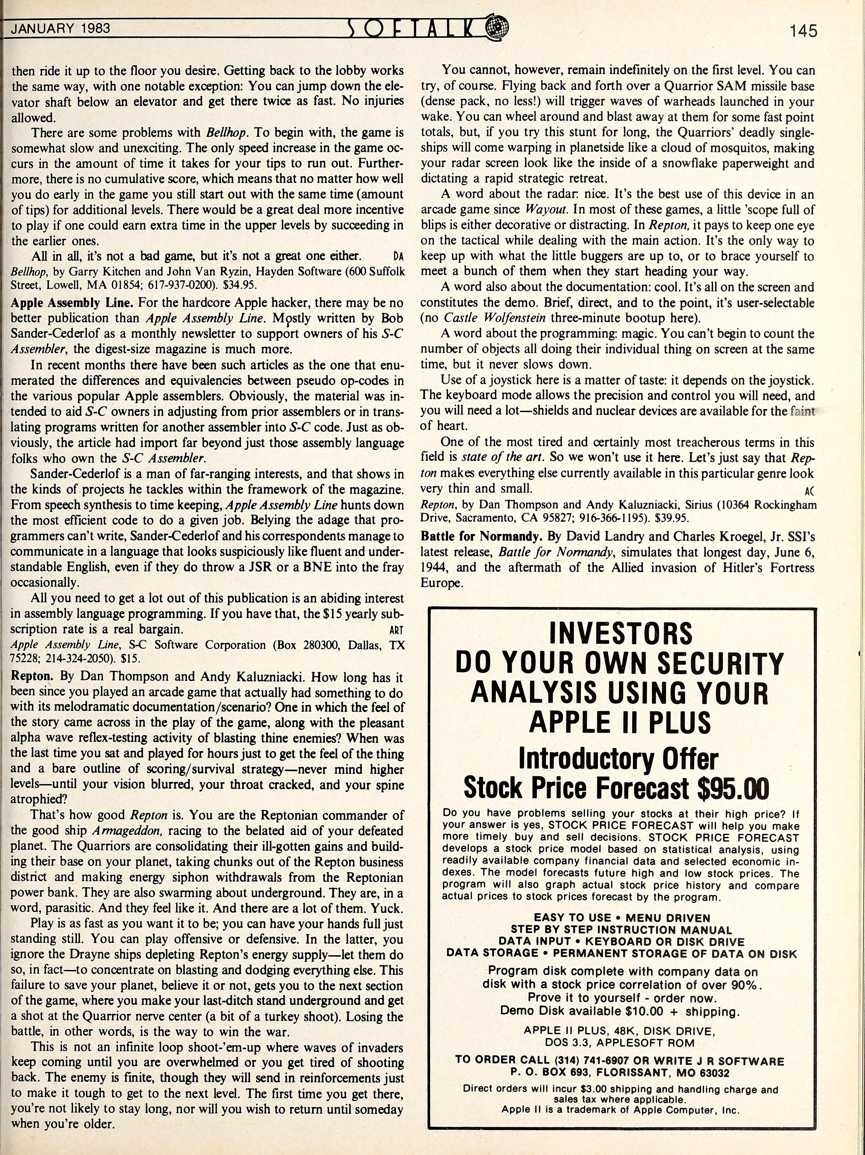 JANUARY 1983
SOFTALK
145
then ride it up to the floor you desire. Getting back to the lobby works
the same way, with one notable exception: You can jump down the ele-
vator shaft below an elevator and get there twice as fast. No injuries
allowed.
There are some problems with Bellhop. To begin with, the game is
somewhat slow and unexciting. The only speed increase in the game oc-
curs in the amount of time it takes for your tips to run out. Further-
more, there is no cumulative score, which means that no matter how well
you do early in the game you still start out with the same time (amount
of tips) for additional levels. There would be a great deal more incentive
to play if one could earn extra time in the upper levels by succeeding in
the earlier ones.
All in all, it's not a bad game, but it's not a great one either. DA
Bellhop, by Garry Kitchen and John Van Ryzin, Hayden Software (600 Suffolk
Street, Lowell, MA 01854; 617-937-0200). $34.95.
Apple Assembly Line. For the hardcore Apple hacker, there may be no
better publication than Apple Assembly Line. Mostly written by Bob
Sander-Cederlof as a monthly newsletter to support owners of his S-C
Assembler, the digest-size magazine is much more.
In recent months there have been such articles as the one that enu-
merated the differences and equivalencies between pseudo op-codes in
the various popular Apple assemblers. Obviously, the material was in-
tended to aid S-C owners in adjusting from prior assemblers or in trans-
lating programs written for another assembler into S-C code. Just as ob-
viously, the article had import far beyond just those assembly language
folks who own the S-C Assembler.
Sander-Cederlof is a man of far-ranging interests, and that shows in
the kinds of projects he tackles within the framework of the magazine.
From speech synthesis to time keeping, Apple Assembly Line hunts down
the most efficient code to do a given job. Belying the adage that pro-
grammers can't write, Sander-Cederlof and his correspondents manage to
communicate in a language that looks suspiciously like fluent and under-
standable English, even if they do throw a JSR or a BNE into the fray
occasionally.
All you need to get a lot out of this publication is an abiding interest
in assembly language programming. If you have that, the $15 yearly sub-
scription rate is a real bargain. ART
Apple Assembly Line, S-C Software Corporation (Box 280300, Dallas, TX
75228; 214-324-2050). $15.
Repton. By Dan Thompson and Andy Kaluzniacki. How long has it
been since you played an arcade game that actually had something to do
with its melodramatic documentation/scenario? One in which the feel of
the story came across in the play of the game, along with the pleasant
alpha wave reflex-testing activity of blasting thine enemies? When was
the last time you sat and played for hours just to get the feel of the thing
and a bare outline of scoring/survival strategy—never mind higher
levels—until your vision blurred, your throat cracked, and your spine
atrophied?
That's how good Repton is. You are the Reptonian commander of
the good ship Armageddon, racing to the belated aid of your defeated
planet. The Quarriors are consolidating their ill-gotten gains and build-
ing their base on your planet, taking chunks out of the Repton business
district and making energy siphon withdrawals from the Reptonian
power bank. They are also swarming about underground. They are, in a
word, parasitic. And they feel like it. And there are a lot of them. Yuck.
Play is as fast as you want it to be; you can have your hands full just
standing still. You can play offensive or defensive. In the latter, you
ignore the Drayne ships depleting Repton's energy supply—let them do
so, in fact—to concentrate on blasting and dodging everything else. This
failure to save your planet, believe it or not, gets you to the next section
of the game, where you make your last-ditch stand underground and get
a shot at the Quarrior nerve center (a bit of a turkey shoot). Losing the
battle, in other words, is the way to win the war.
This is not an infinite loop shoot-'em-up where waves of invaders
keep coming until you are overwhelmed or you get tired of shooting
back. The enemy is finite, though they will send in reinforcements just
to make it tough to get to the next level. The first time you get there,
you're not likely to stay long, nor will you wish to return until someday
when you're older.
You cannot, however, remain indefinitely on the first level. You can
try, of course. Flying back and forth over a Quarrior SAM missile base
(dense pack, no less!) will trigger waves of warheads launched in your
wake. You can wheel around and blast away at them for some fast point
totals, but, if you try this stunt for long, the Quarriors' deadly single-
ships will come warping in planetside like a cloud of mosquitos, making
your radar screen look like the inside of a snowflake paperweight and
dictating a rapid strategic retreat.
A word about the radar: nice. It's the best use of this device in an
arcade game since Wayout. In most of these games, a little 'scope full of
blips is either decorative or distracting. In Repton, it pays to keep one eye
on the tactical while dealing with the main action. It's the only way to
keep up with what the little buggers are up to, or to brace yourself to
meet a bunch of them when they start heading your way.
A word also about the documentation: cool. It's all on the screen and
constitutes the demo. Brief, direct, and to the point, it's user-selectable
(no Castle Wolfenstein three-minute bootup here).
A word about the programming: magic. You can't begin to count the
number of objects all doing their individual thing on screen at the same
time, but it never slows down.
Use of a joystick here is a matter of taste: it depends on the joystick.
The keyboard mode allows the precision and control you will need, and
you will need a lot—shields and nuclear devices are available for the faint
of heart.
One of the most tired and certainly most treacherous terms in this
field is state of the art. So we won't use it here. Let's just say that Rep-
ton makes everything else currently available in this particular genre look
very thin and small. AC
Repton, by Dan Thompson and Andy Kaluzniacki, Sirius (10364 Rockingham
Drive, Sacramento, CA 95827; 916-366-1195). $39.95.
Battle for Normandy. By David Landry and Charles Kroegel, Jr. SSI's
latest release, Battle for Normandy, simulates that longest day, June 6,
1944, and the aftermath of the Allied invasion of Hitler's Fortress
Europe.
INVESTORS
DO YOUR OWN SECURITY
ANALYSIS USING YOUR
APPLE II PLUS
Introductory Offer
Stock Price Forecast $95.00
Do you have problems selling your stocks at their high price? If
your answer is yes, STOCK PRICE FORECAST will help you make
more timely buy and sell decisions. STOCK PRICE FORECAST
develops a stock price model based on statistical analysis, using
readily available company financial data and selected economic in-
dexes. The model forecasts future high and low stock prices. The
program will also graph actual stock price history and compare
actual prices to stock prices forecast by the program.
EASY TO USE • MENU DRIVEN
STEP BY STEP INSTRUCTION MANUAL
DATA INPUT • KEYBOARD OR DISK DRIVE
DATA STORAGE • PERMANENT STORAGE OF DATA ON DISK
Program disk complete with company data on
disk with a stock price correlation of over 90%.
Prove it to yourself - order now.
Demo Disk available $10.00 + shipping.
APPLE II PLUS, 48K, DISK DRIVE,
DOS 3.3, APPLESOFT ROM
TO ORDER CALL (314) 741-6907 OR WRITE J R SOFTWARE
P. O. BOX 693, FLORISSANT, MO 63032
Direct orders will incur $3.00 shipping and handling charge and
sales tax where applicable.
Apple II is a trademark of Apple Computer, Inc.